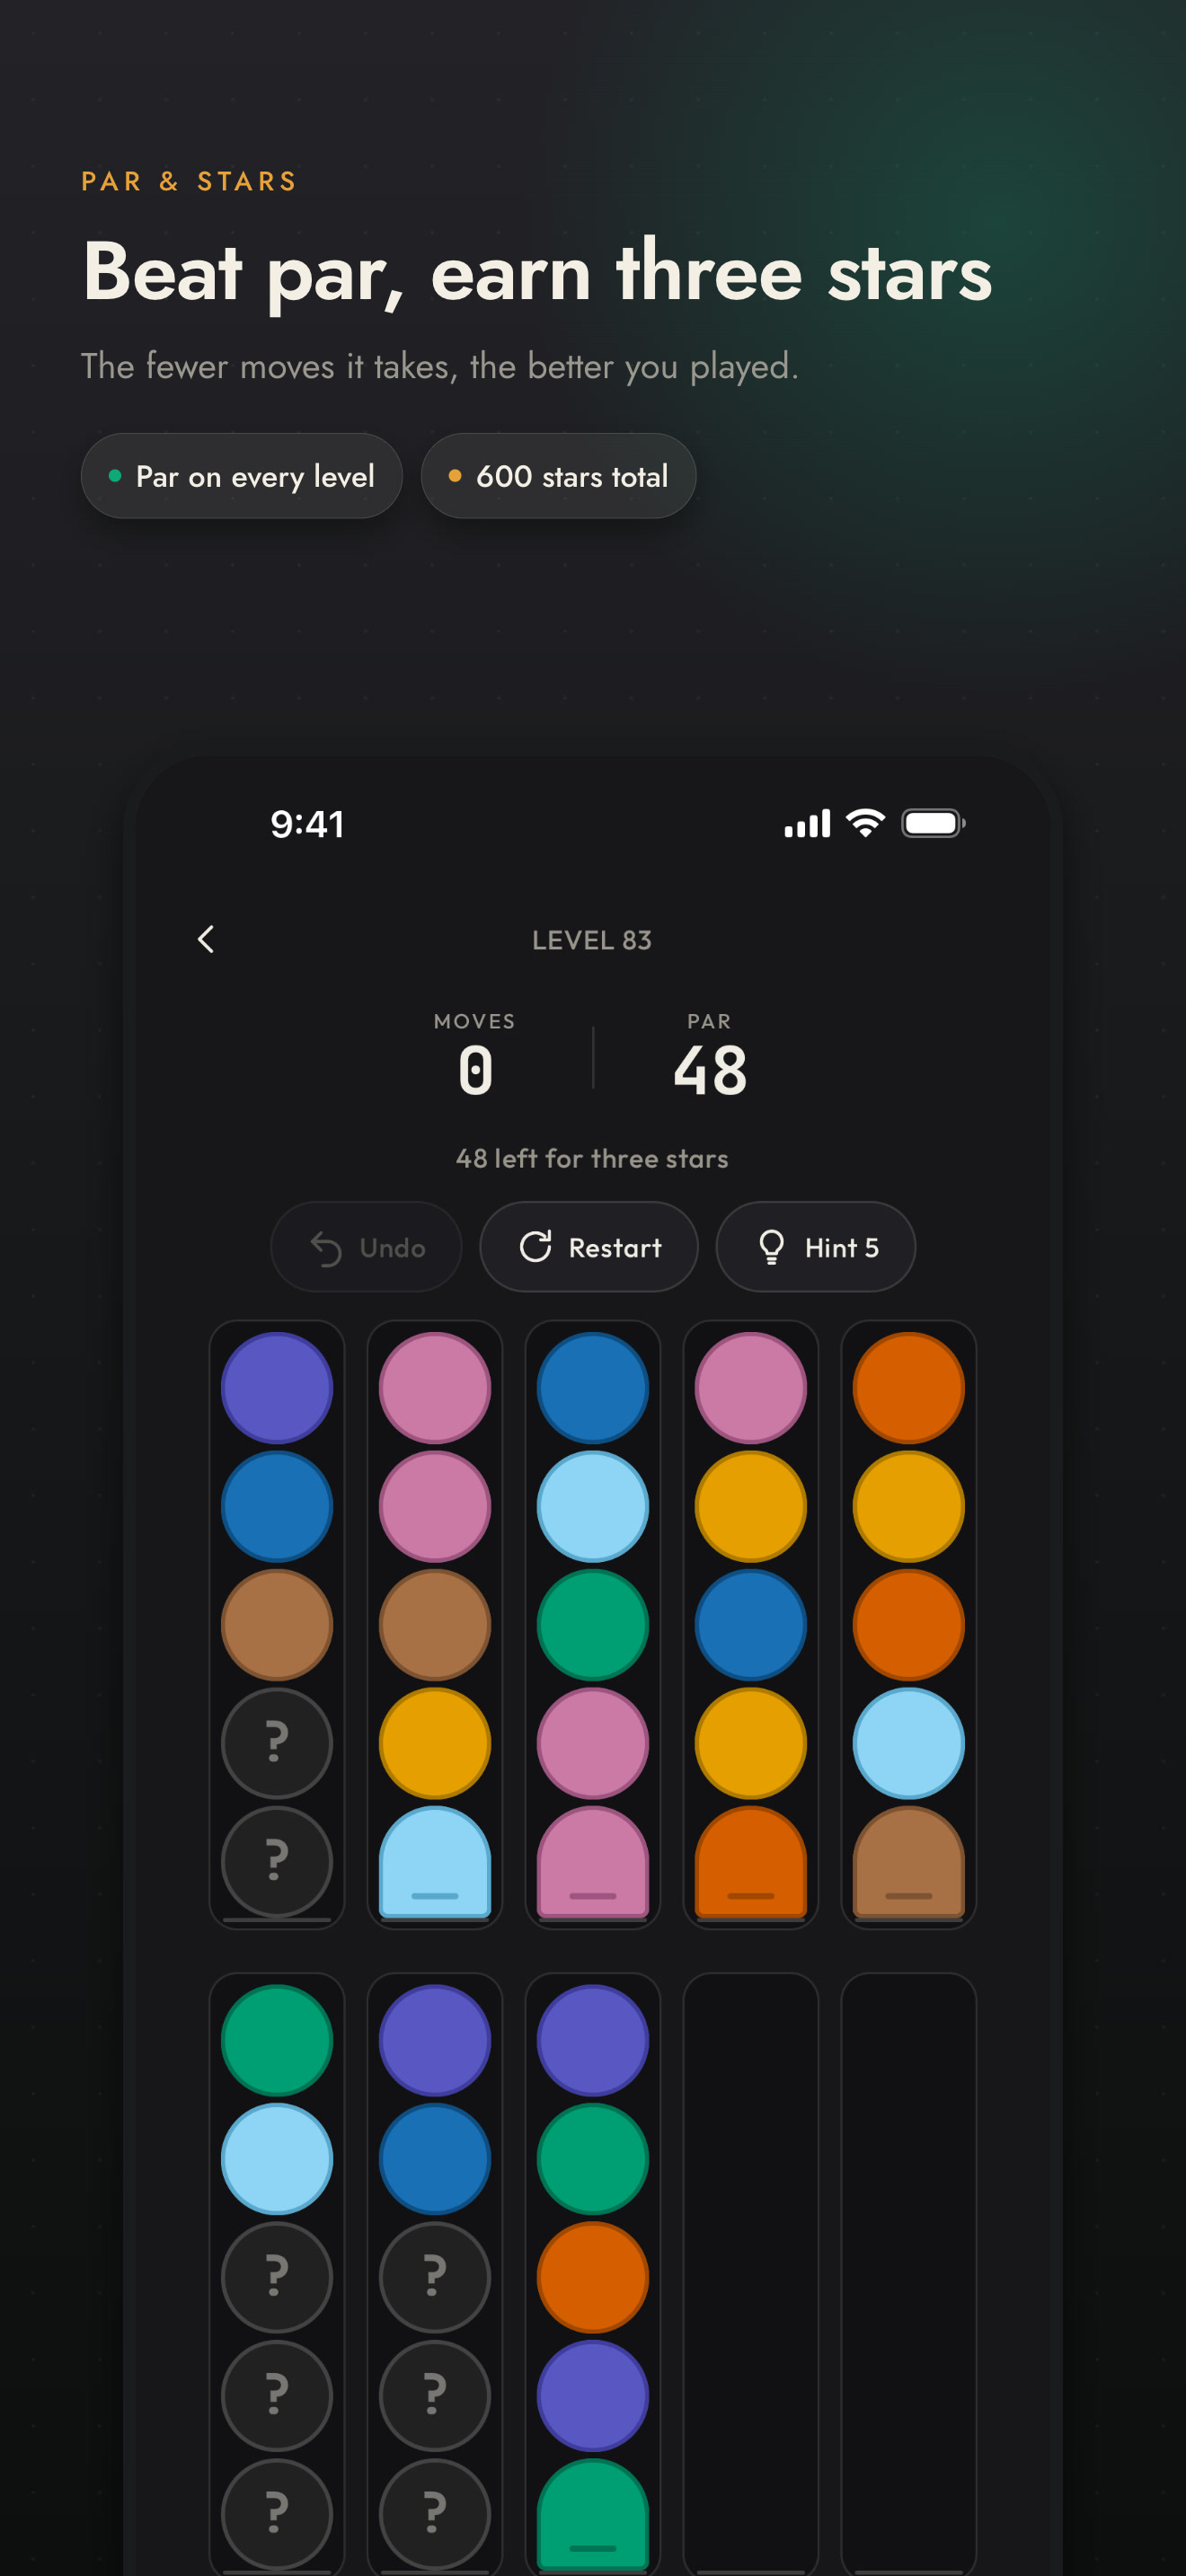 PAR & STARS
Beat par, earn three stars
The fewer moves it takes, the better you played.
Par on every level
600 stars total
9:41
LEVEL 83
MOVES
PAR
0
48
48 left for three stars
Undo
Restart
Hint 5
?
?
? ?
? ?
? ?